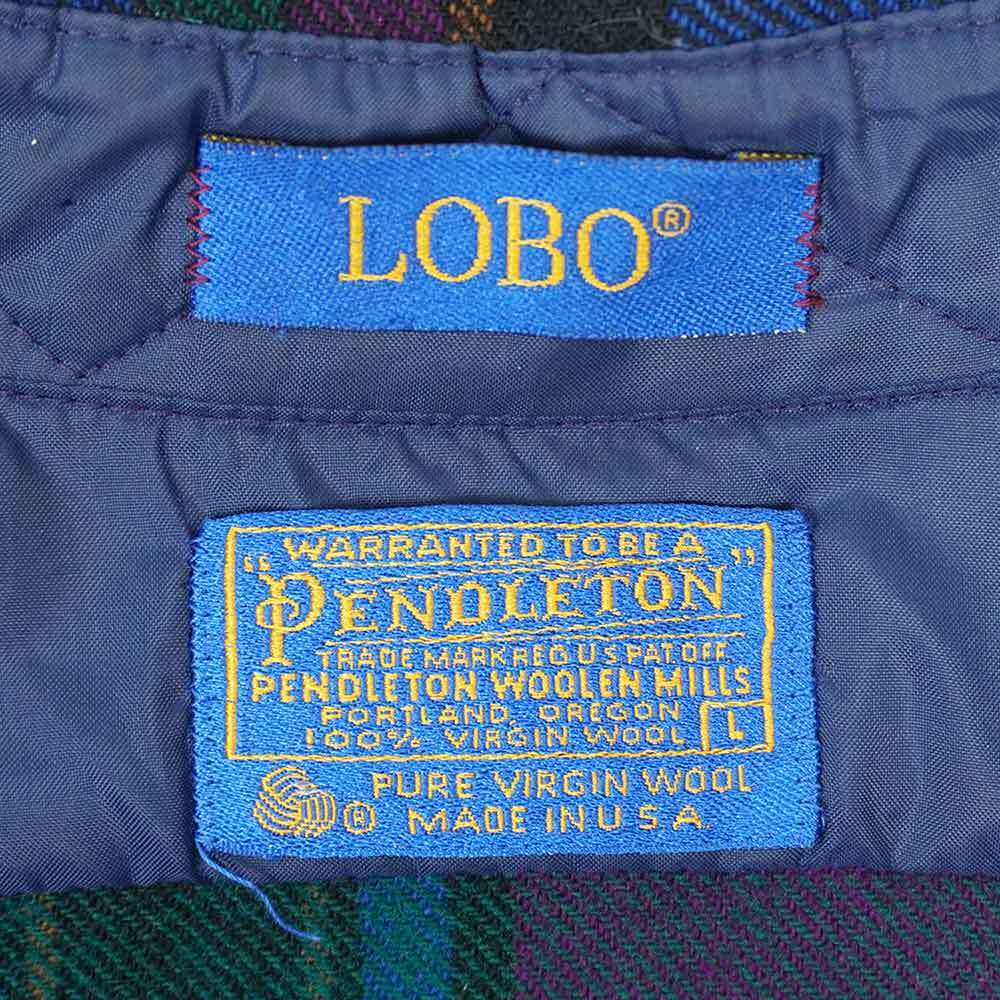 LOBO®
WARRANTED TO BE A
"PENDLETON"
TRADE MARK REG U S PAT. OFF.
PENDLETON WOOLEN MILLS
PORTLAND, OREGON
100% VIRGIN WOOL L
® PURE VIRGIN WOOL
MADE IN U S A